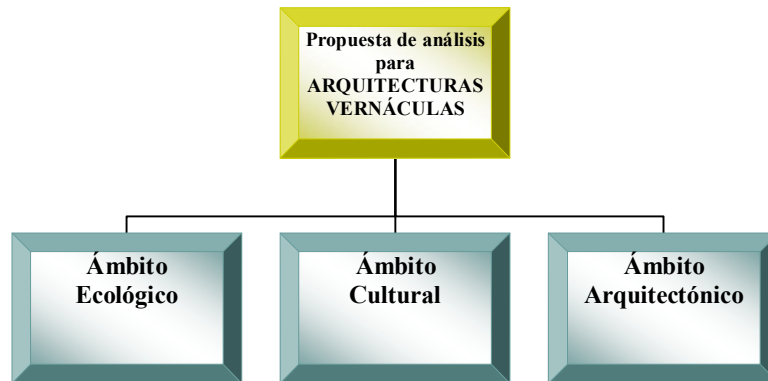 Propuesta de análisis
para
ARQUITECTURAS
VERNÁCULAS
Ámbito
Ecológico
Ámbito
Cultural
Ámbito
Arquitectónico